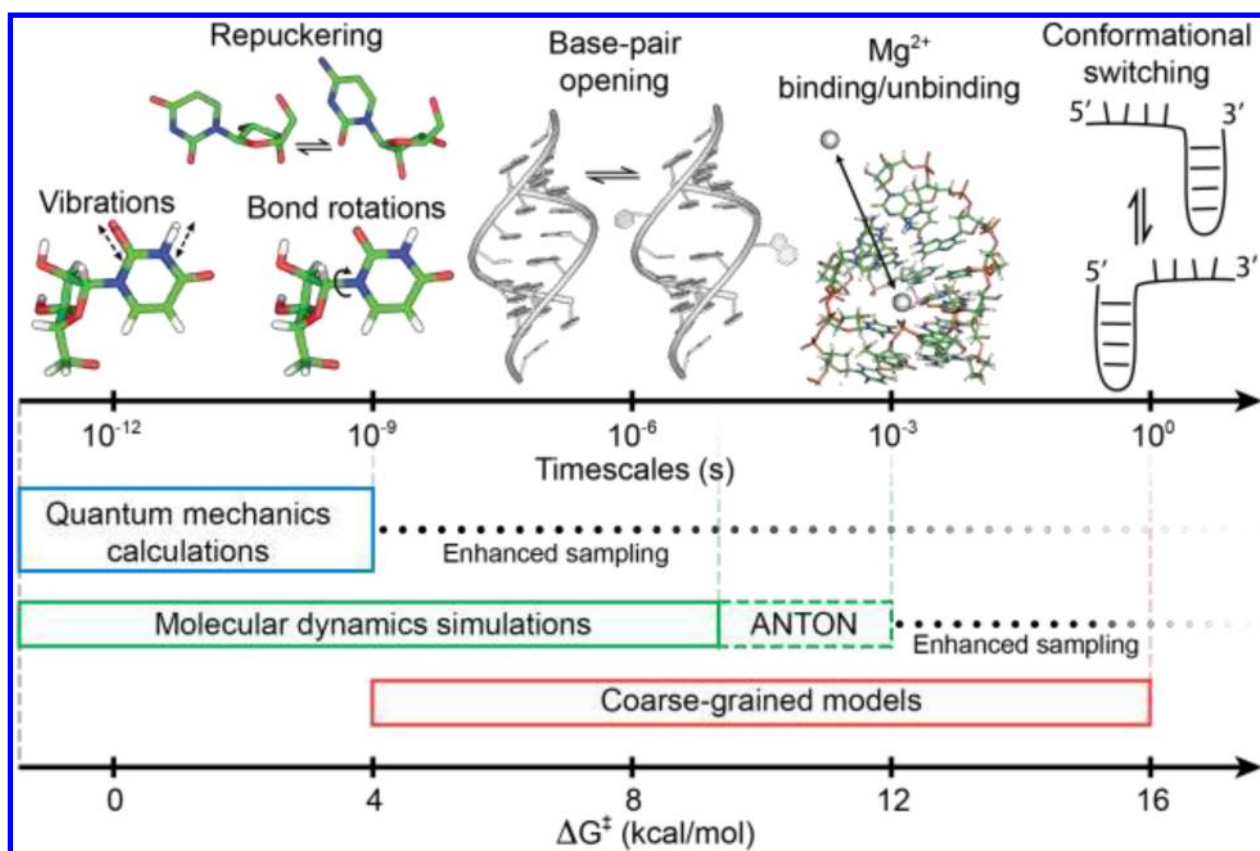 Repuckering
Base-pair
opening
Mg²⁺
binding/unbinding
Conformational
switching
5′ 3′
Vibrations
Bond rotations
5′ 3′
10⁻¹² 10⁻⁹ 10⁻⁶ 10⁻³ 10⁰
Timescales (s)
Quantum mechanics
calculations
Enhanced sampling
Molecular dynamics simulations
ANTON
Enhanced sampling
Coarse-grained models
0 4 8 12 16
ΔG‡ (kcal/mol)